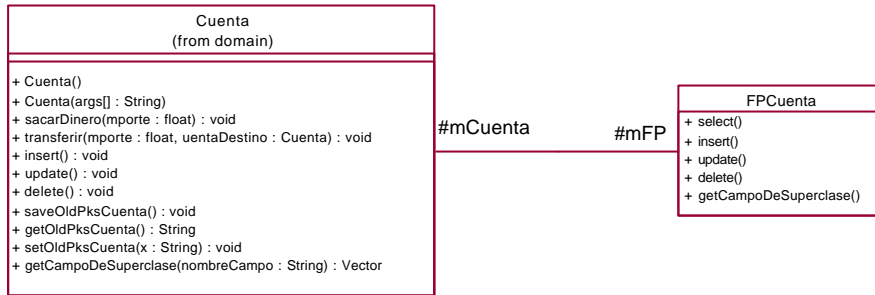 Cuenta
(from domain)
+ Cuenta()
+ Cuenta(args[] : String)
+ sacarDinero(mporte : float) : void
+ transferir(mporte : float, uentaDestino : Cuenta) : void
+ insert() : void
+ update() : void
+ delete() : void
+ saveOldPksCuenta() : void
+ getOldPksCuenta() : String
+ setOldPksCuenta(x : String) : void
+ getCampoDeSuperclase(nombreCampo : String) : Vector
#mCuenta
#mFP
FPCuenta
+ select()
+ insert()
+ update()
+ delete()
+ getCampoDeSuperclase()